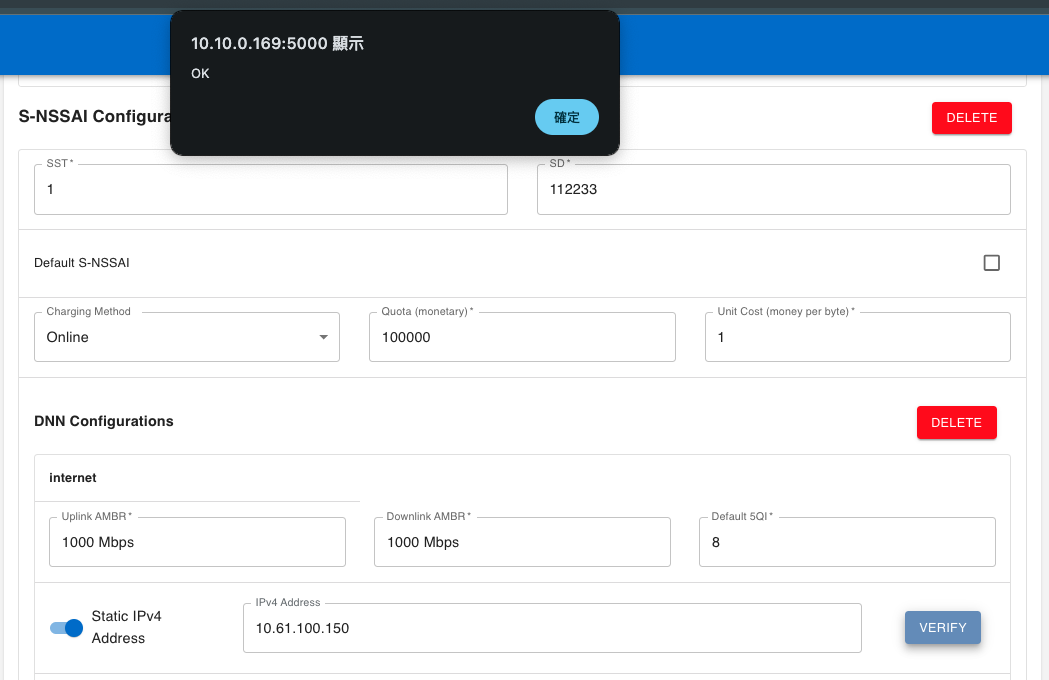 10.10.0.169:5000 顯示
OK
確定
S-NSSAI Configura
DELETE
SST*
1
SD*
112233
Default S-NSSAI
Charging Method
Online
Quota (monetary)*
100000
Unit Cost (money per byte)*
1
DNN Configurations
DELETE
internet
Uplink AMBR*
1000 Mbps
Downlink AMBR*
1000 Mbps
Default 5QI*
8
Static IPv4
Address
IPv4 Address
10.61.100.150
VERIFY